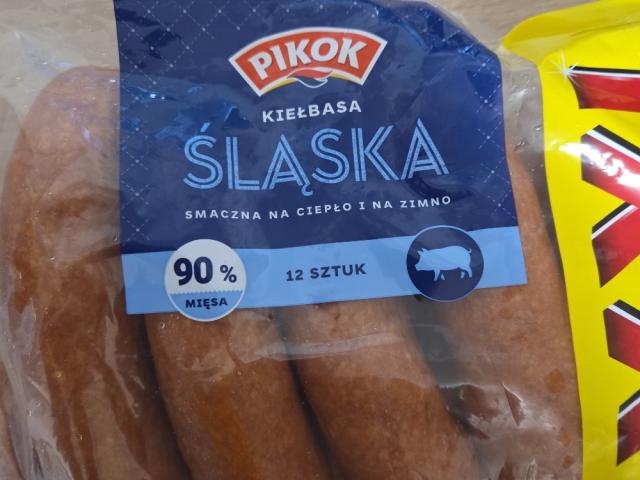 PIKOK
KIEŁBASA
ŚLĄSKA
SMACZNA NA CIEPŁO I NA ZIMNO
90 %
MIĘSA
12 SZTUK